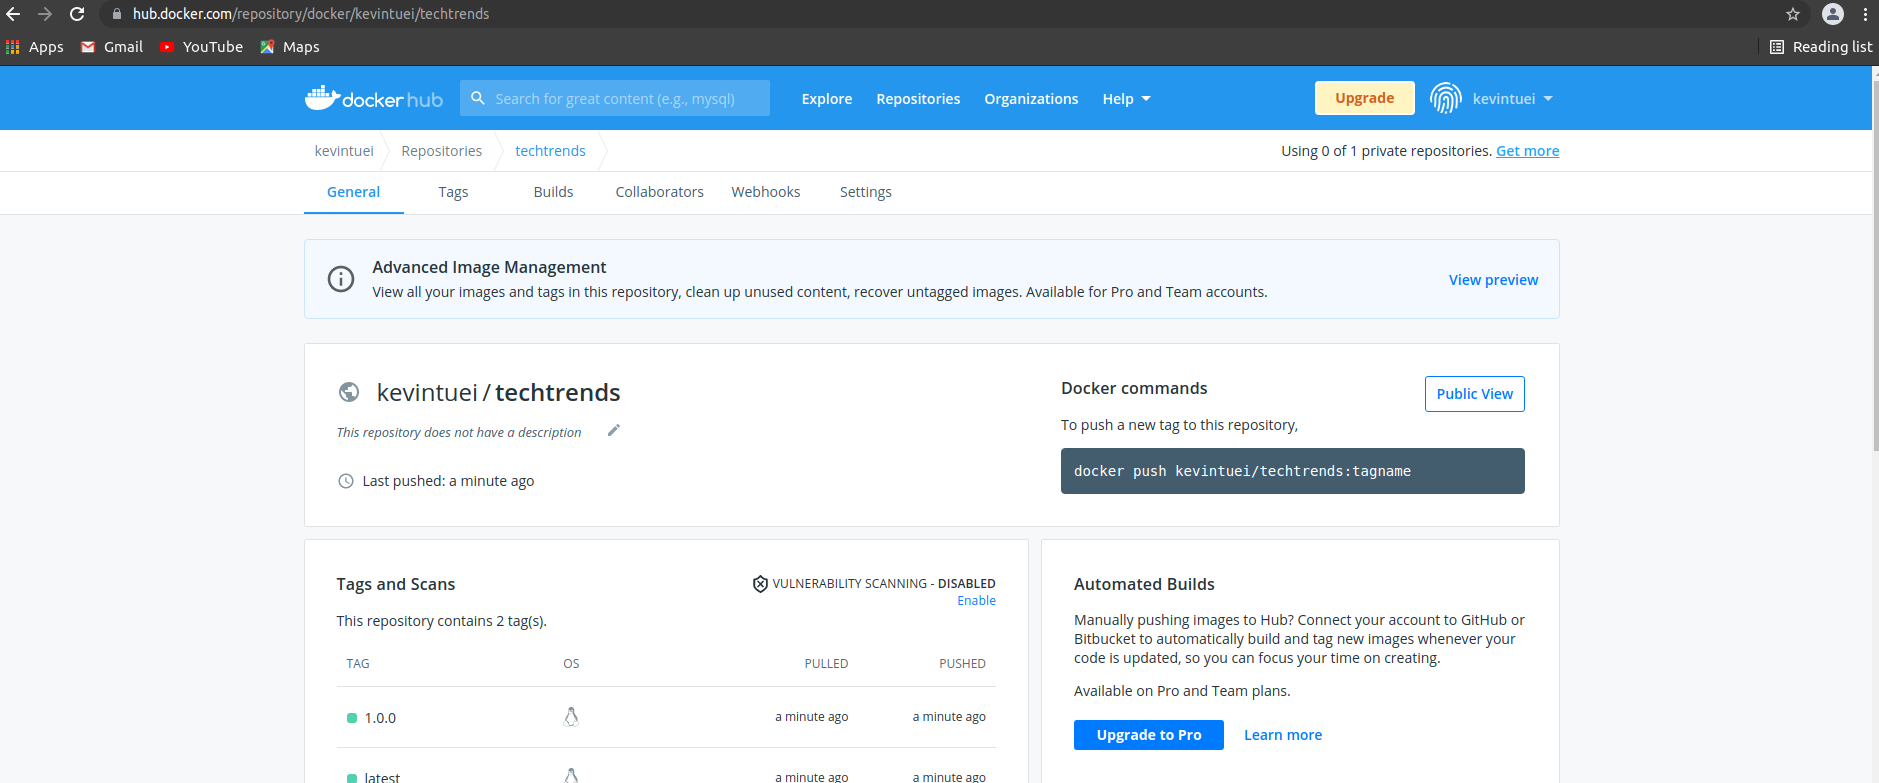 hub.docker.com/repository/docker/kevintuei/techtrends
Apps Gmail YouTube Maps Reading list
docker hub Search for great content (e.g., mysql) Explore Repositories Organizations Help Upgrade kevintuei
kevintuei Repositories techtrends Using 0 of 1 private repositories. Get more
General Tags Builds Collaborators Webhooks Settings
Advanced Image Management
View all your images and tags in this repository, clean up unused content, recover untagged images. Available for Pro and Team accounts.
View preview
kevintuei / techtrends
This repository does not have a description
Last pushed: a minute ago
Docker commands
Public View
To push a new tag to this repository,
docker push kevintuei/techtrends:tagname
Tags and Scans
VULNERABILITY SCANNING - DISABLED
Enable
This repository contains 2 tag(s).
TAG OS PULLED PUSHED
1.0.0 a minute ago a minute ago
latest a minute ago a minute ago
Automated Builds
Manually pushing images to Hub? Connect your account to GitHub or
Bitbucket to automatically build and tag new images whenever your
code is updated, so you can focus your time on creating.
Available on Pro and Team plans.
Upgrade to Pro Learn more